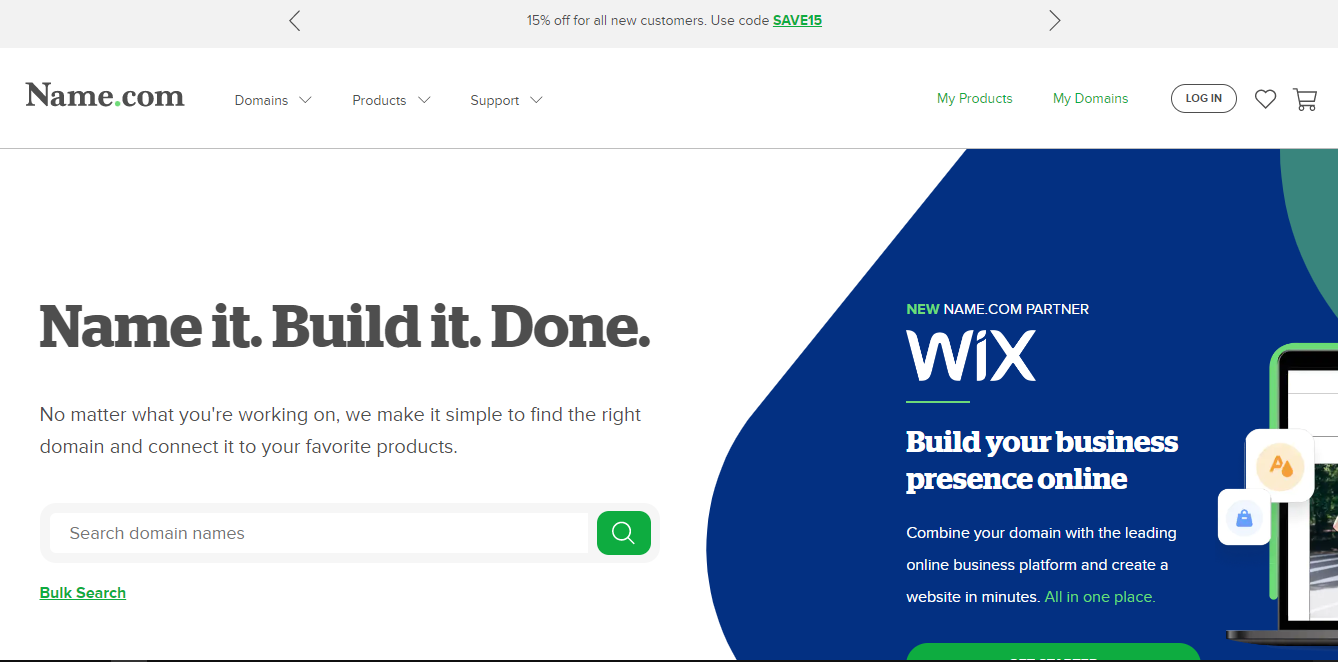 15% off for all new customers. Use code SAVE15
Name.com
Domains
Products
Support
My Products
My Domains
LOG IN
Name it. Build it. Done.
No matter what you're working on, we make it simple to find the right
domain and connect it to your favorite products.
Search domain names
Bulk Search
NEW NAME.COM PARTNER
WiX
Build your business
presence online
Combine your domain with the leading
online business platform and create a
website in minutes. All in one place.